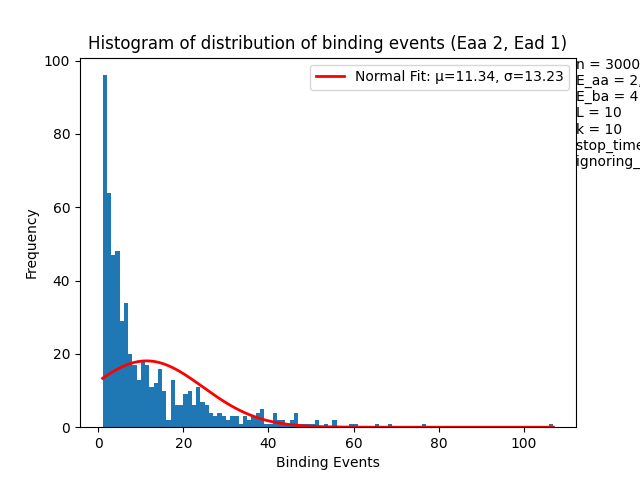 Histogram of distribution of binding events (Eaa 2, Ead 1)
Normal Fit: μ=11.34, σ=13.23
n = 3000
E_aa = 2,
E_ba = 4
L = 10
k = 10
stop_time
ignoring_
Frequency
100
80
60
40
20
0
0 20 40 60 80 100
Binding Events